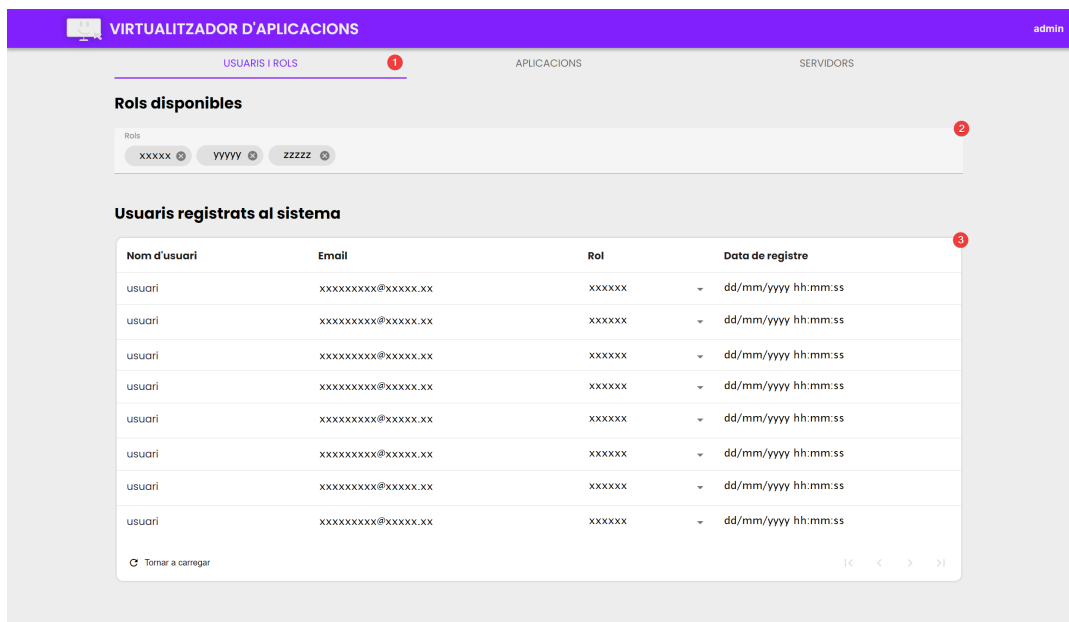 VIRTUALITZADOR D'APLICACIONS admin
USUARIS I ROLS 1 APLICACIONS SERVIDORS
Rols disponibles
2
Rols
xxxxx yyyyy zzzzz
Usuaris registrats al sistema
3
Nom d'usuari Email Rol Data de registre
usuari xxxxxxxxx@xxxxx.xx xxxxxx dd/mm/yyyy hh:mm:ss
usuari xxxxxxxxx@xxxxx.xx xxxxxx dd/mm/yyyy hh:mm:ss
usuari xxxxxxxxx@xxxxx.xx xxxxxx dd/mm/yyyy hh:mm:ss
usuari xxxxxxxxx@xxxxx.xx xxxxxx dd/mm/yyyy hh:mm:ss
usuari xxxxxxxxx@xxxxx.xx xxxxxx dd/mm/yyyy hh:mm:ss
usuari xxxxxxxxx@xxxxx.xx xxxxxx dd/mm/yyyy hh:mm:ss
usuari xxxxxxxxx@xxxxx.xx xxxxxx dd/mm/yyyy hh:mm:ss
usuari xxxxxxxxx@xxxxx.xx xxxxxx dd/mm/yyyy hh:mm:ss
Tornar a carregar